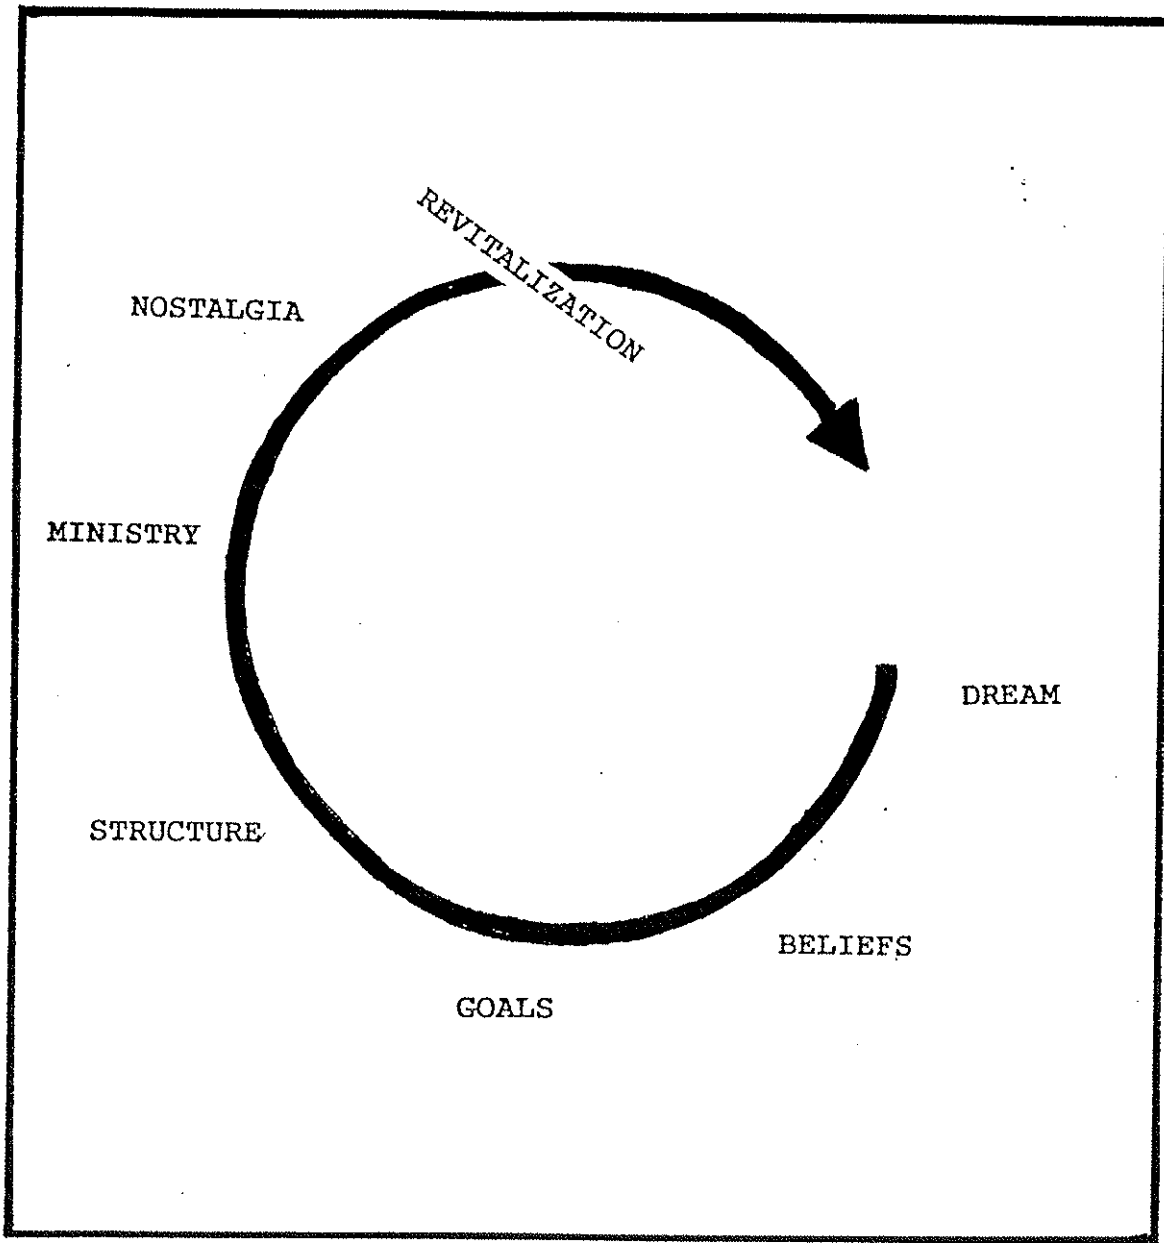 REVITALIZATION
NOSTALGIA
MINISTRY
DREAM
STRUCTURE
BELIEFS
GOALS